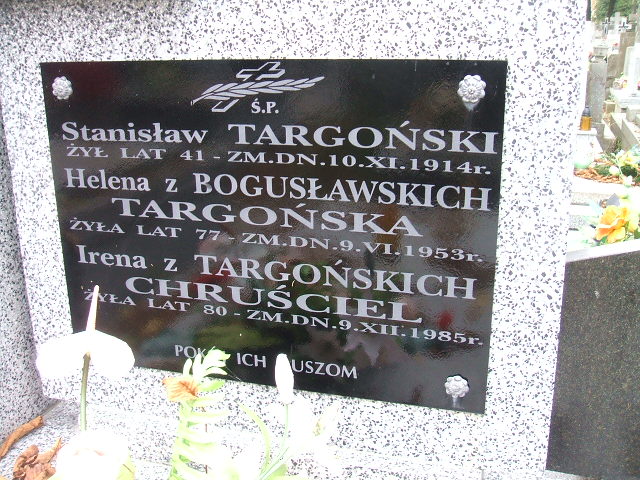 Ś.P.
Stanisław TARGOŃSKI
ŻYŁ LAT 41 - ZM.DN.10.XI.1914r.
Helena z BOGUSŁAWSKICH
TARGOŃSKA
ŻYŁA LAT 77 - ZM.DN.9.VI.1953r.
Irena z TARGOŃSKICH
CHRUŚCIEL
ŻYŁA LAT 80 - ZM.DN.9.XII.1985r.
ICH